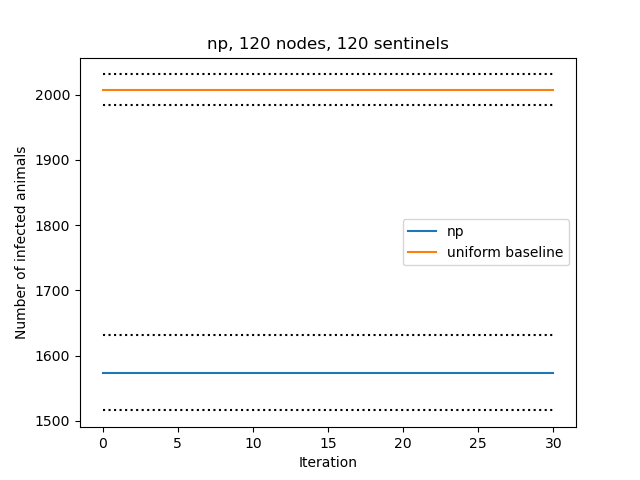 np, 120 nodes, 120 sentinels
Number of infected animals
2000
1900
1800
1700
1600
1500
np
uniform baseline
0 5 10 15 20 25 30
Iteration